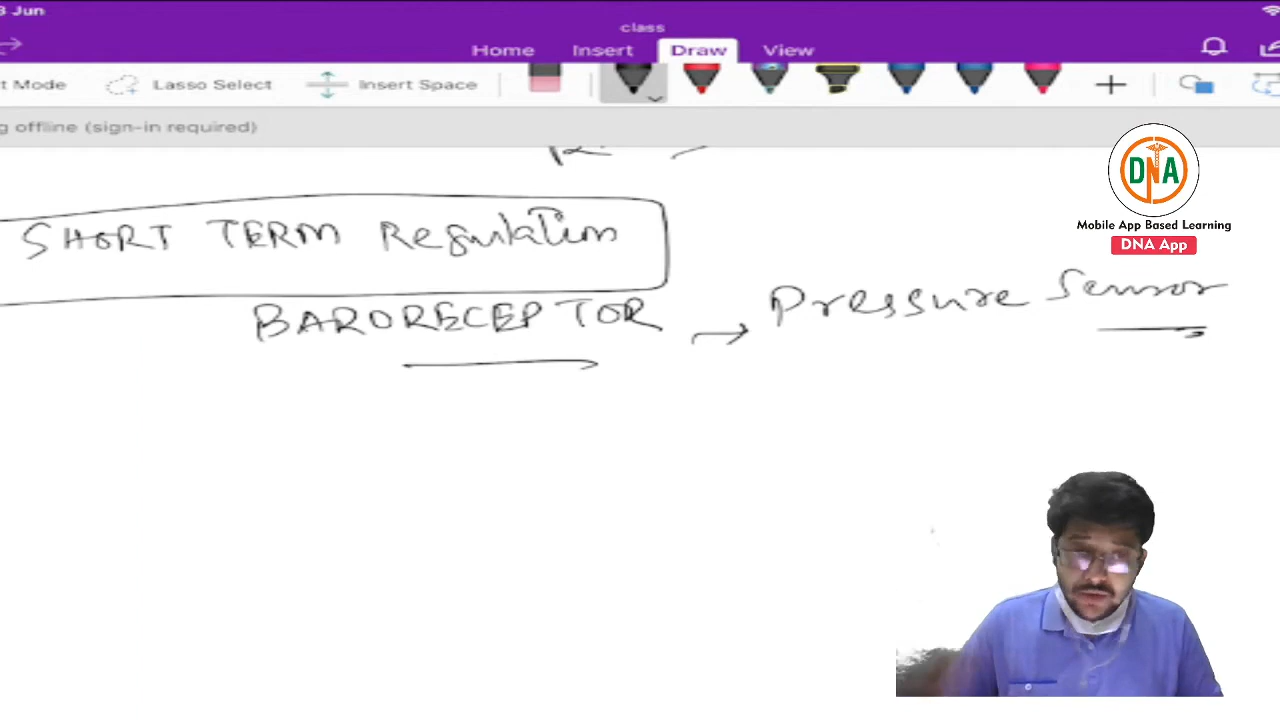 3 Jun
class
Home Insert Draw View
t Mode Lasso Select Insert Space
g offline (sign-in required)
DNA
Mobile App Based Learning
DNA App
SHORT TERM Regulation
BARORECEPTOR → Pressure Sensor